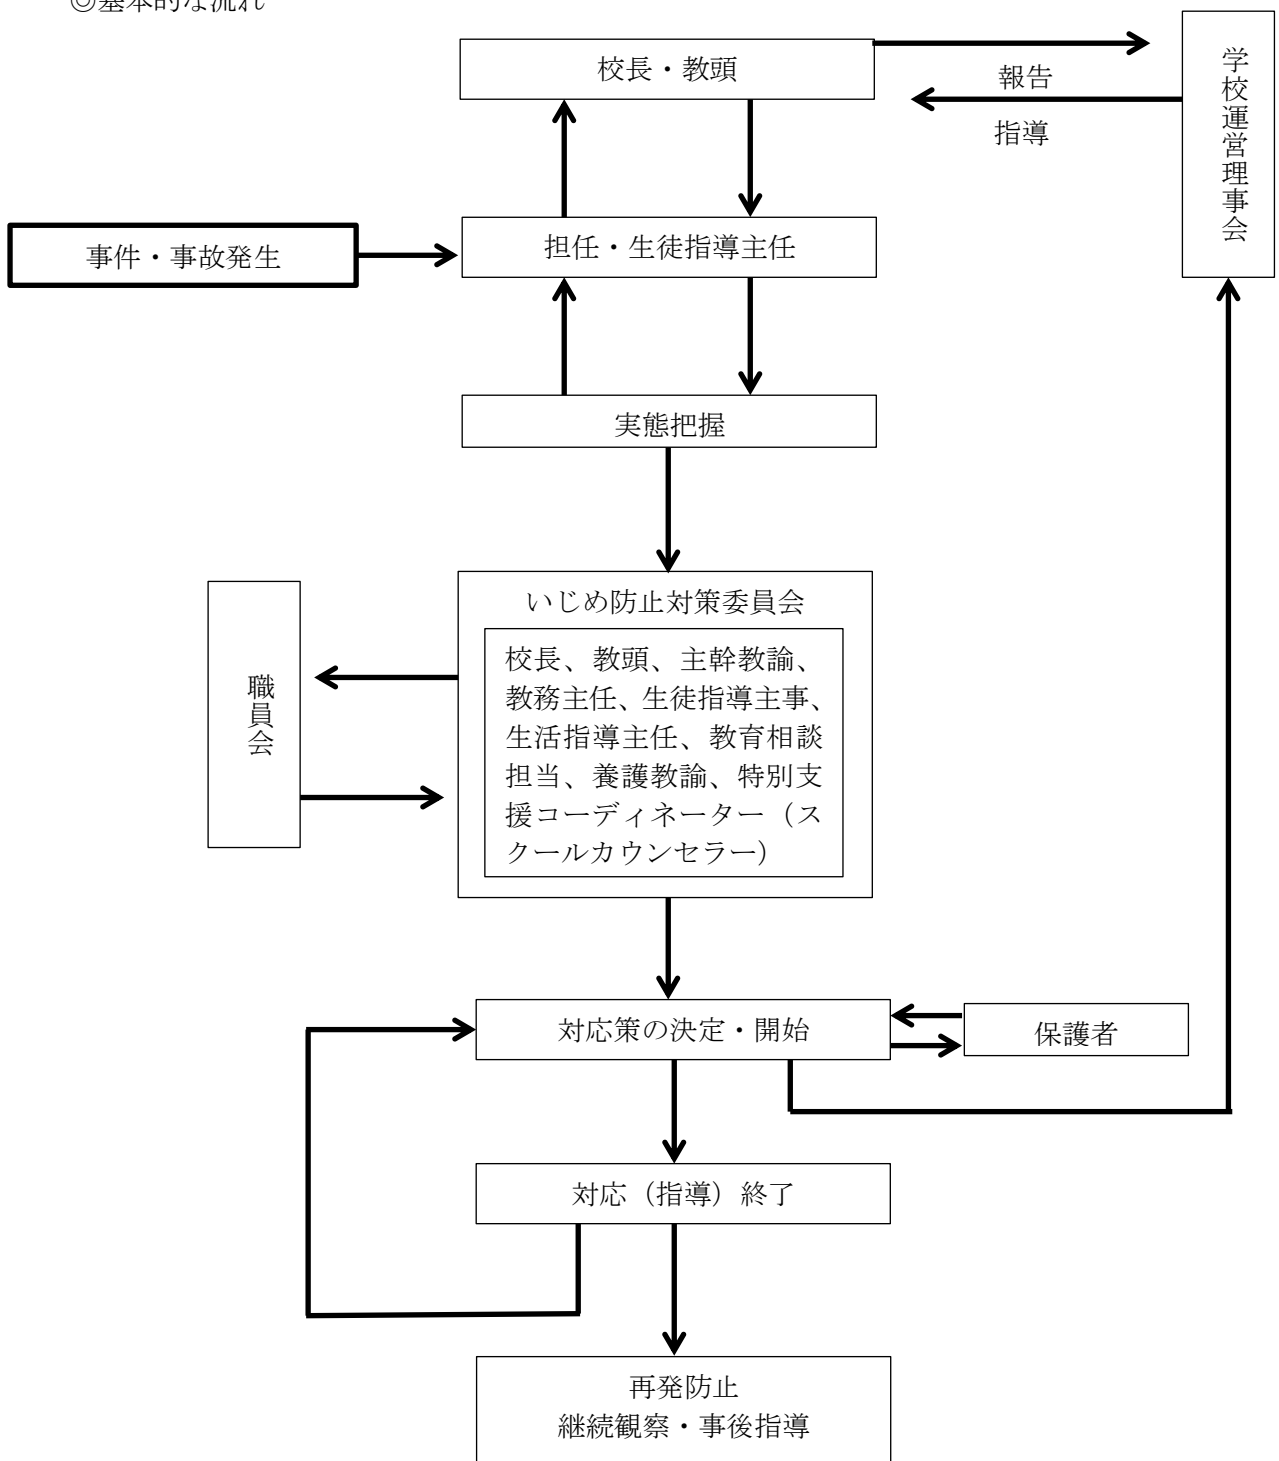 ◎基本的な流れ
校長・教頭
報告
指導
学校運営理事会
事件・事故発生
担任・生徒指導主任
実態把握
いじめ防止対策委員会
校長、教頭、主幹教諭、
教務主任、生徒指導主事、
生活指導主任、教育相談
担当、養護教諭、特別支
援コーディネーター（ス
クールカウンセラー）
職員会
対応策の決定・開始
保護者
対応（指導）終了
再発防止
継続観察・事後指導